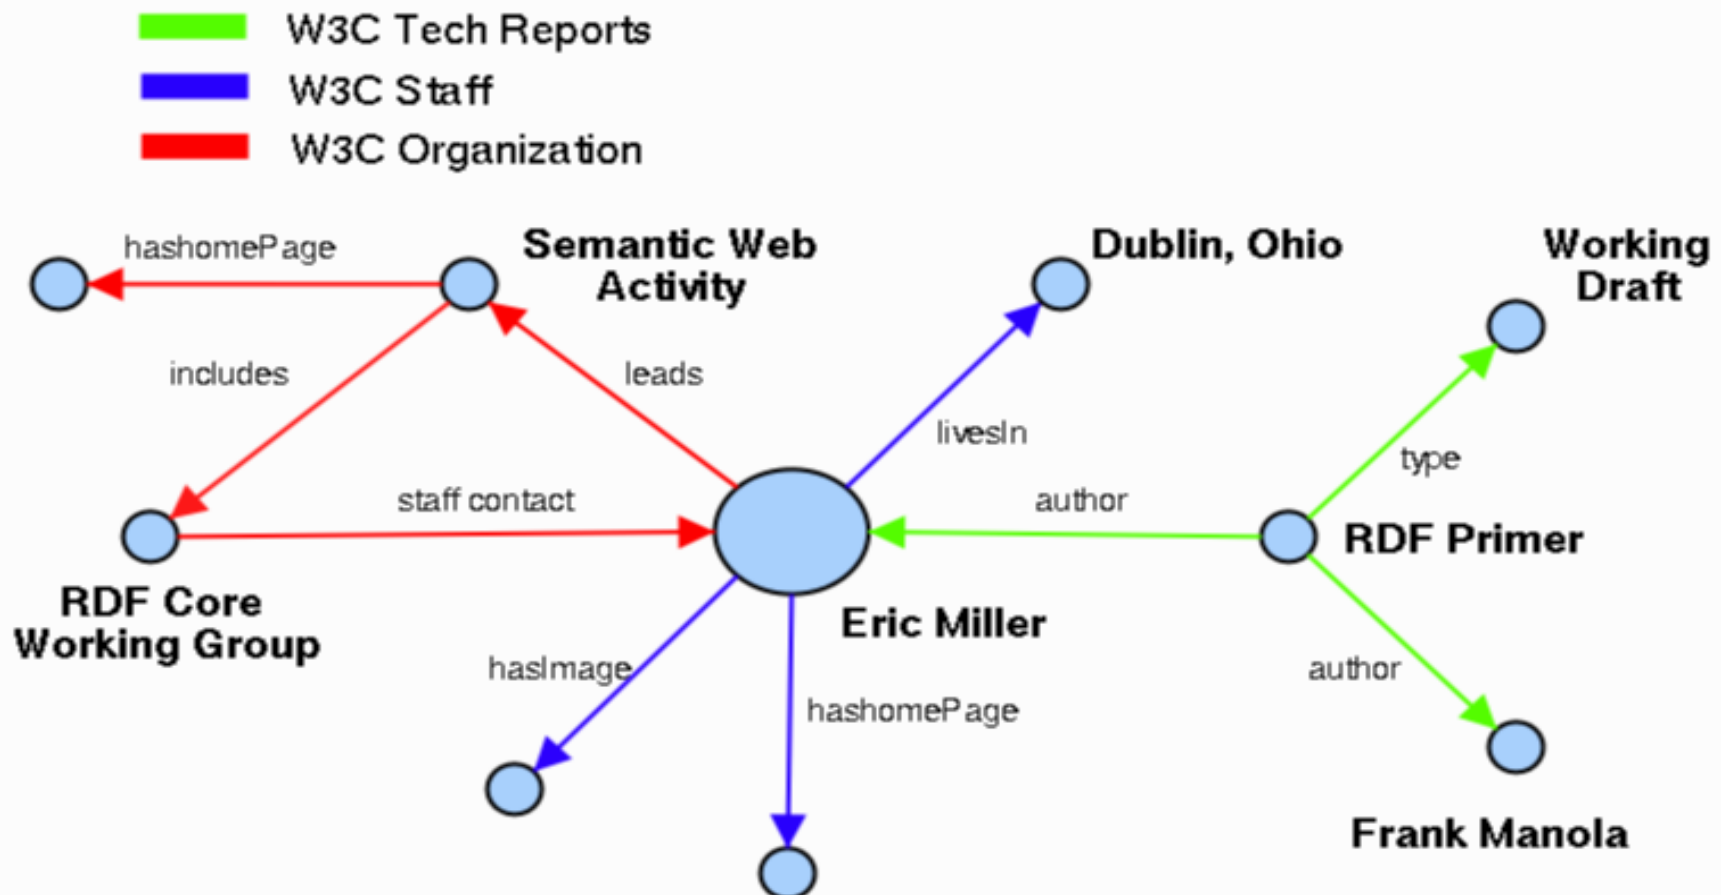 W3C Tech Reports
W3C Staff
W3C Organization
hashomePage
Semantic Web
Activity
Dublin, Ohio
Working
Draft
includes
leads
livesIn
type
staff contact
author
RDF Primer
RDF Core
Working Group
Eric Miller
hasImage
hashomePage
author
Frank Manola